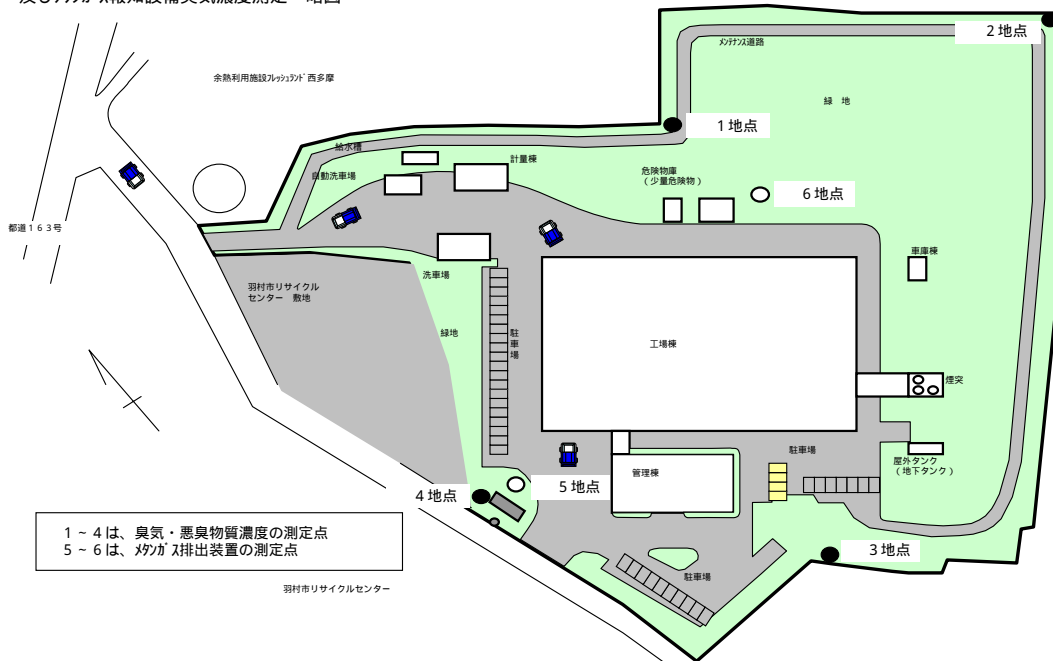 2地点
メンテナンス道路
余熱利用施設フレッシュランド西多摩
緑 地
1地点
給水槽
計量棟
自動洗車場
危険物庫
(少量危険物)
6地点
都道163号
車庫棟
洗車場
羽村市リサイクル
センター 敷地
緑地
駐車場
工場棟
煙突
駐車場
屋外タンク
(地下タンク)
管理棟
5地点
4地点
1~4は、臭気・悪臭物質濃度の測定点
5~6は、メタンガス排出装置の測定点
3地点
駐車場
羽村市リサイクルセンター